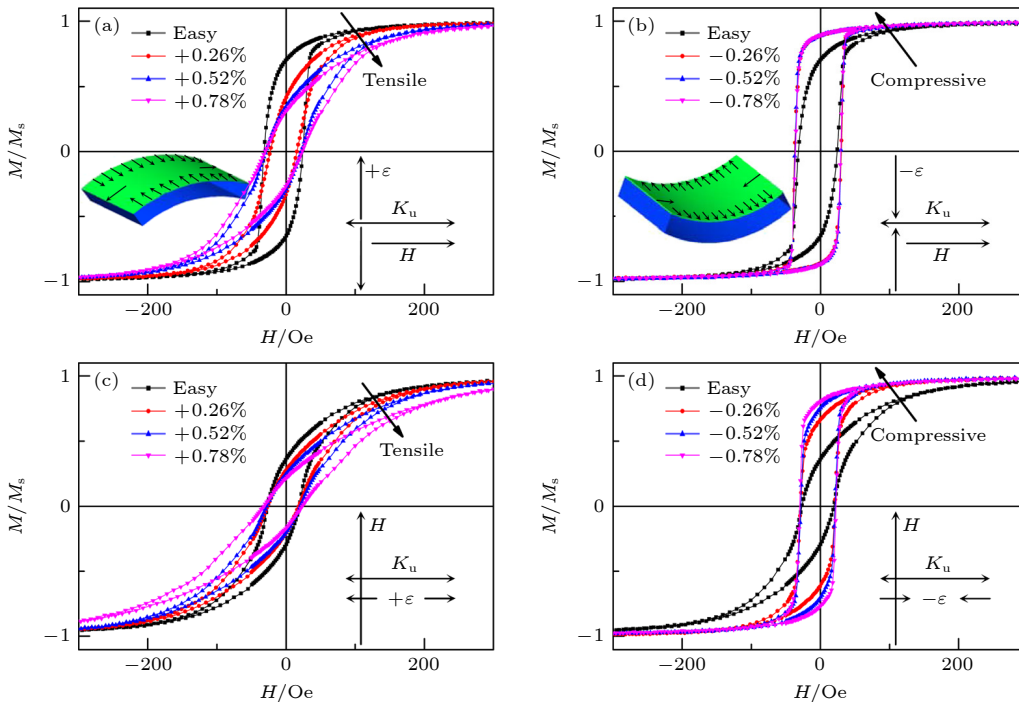 (a)
Easy
+0.26%
+0.52%
+0.78%
Tensile
+ε
Ku
H
M/Ms
1
0
−1
−200
0
200
H/Oe
(b)
Easy
−0.26%
−0.52%
−0.78%
Compressive
−ε
Ku
H
M/Ms
1
0
−1
−200
0
200
H/Oe
(c)
Easy
+0.26%
+0.52%
+0.78%
Tensile
H
Ku
+ε
M/Ms
1
0
−1
−200
0
200
H/Oe
(d)
Easy
−0.26%
−0.52%
−0.78%
Compressive
H
Ku
−ε
M/Ms
1
0
−1
−200
0
200
H/Oe